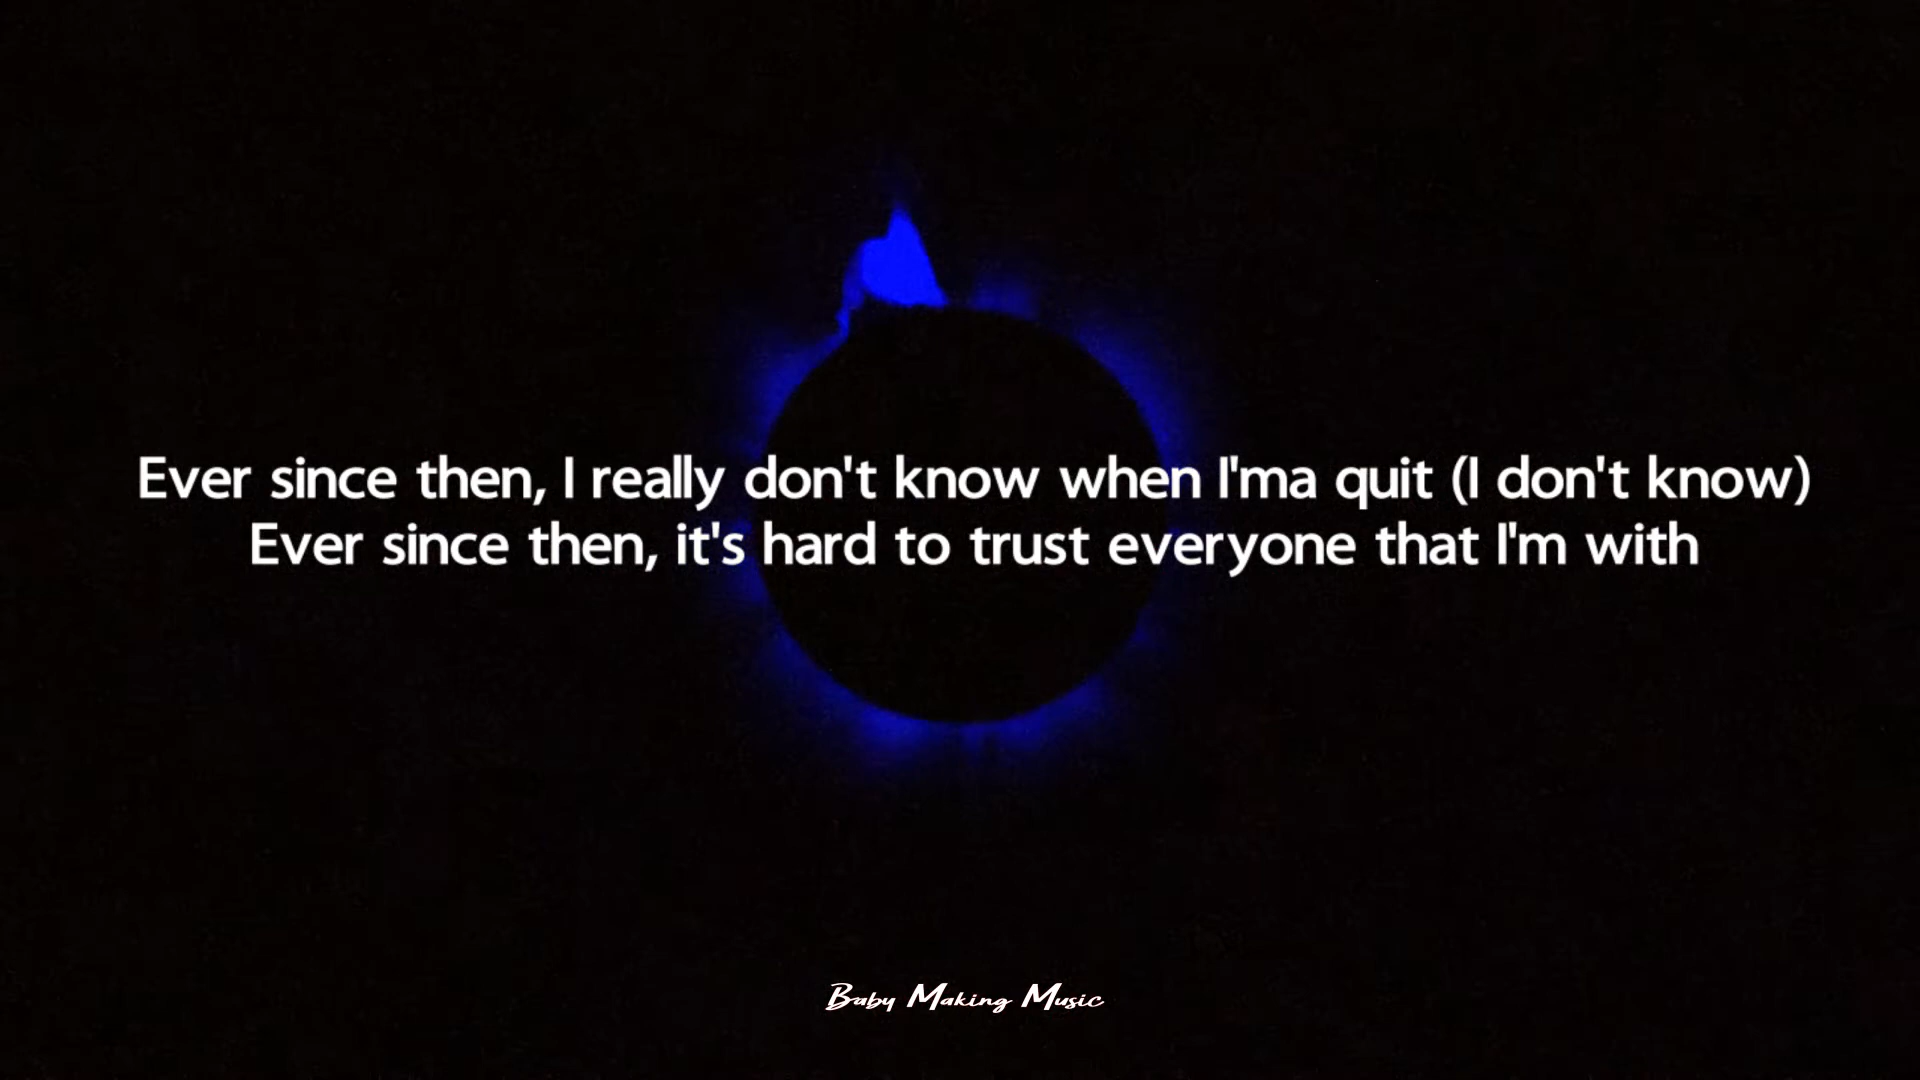 Ever since then, I really don't know when I'ma quit (I don't know)
Ever since then, it's hard to trust everyone that I'm with
Baby Making Music